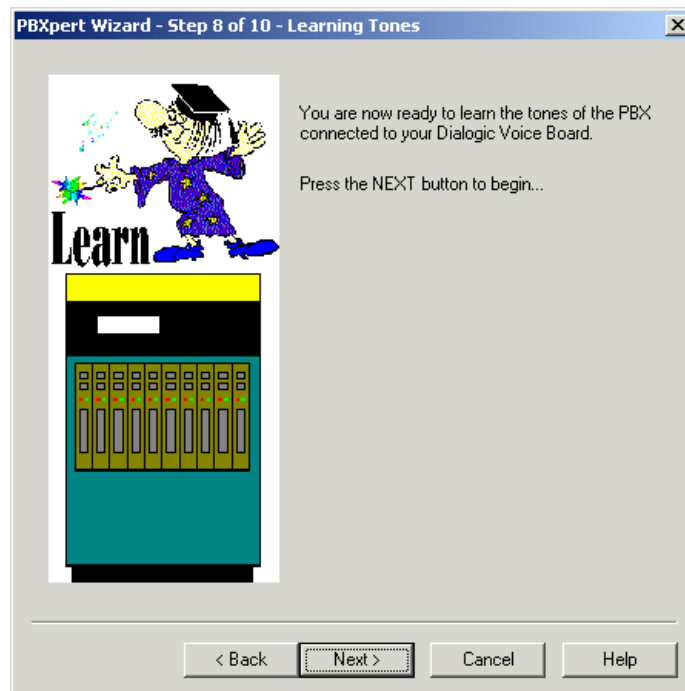 PBXpert Wizard - Step 8 of 10 - Learning Tones
You are now ready to learn the tones of the PBX
connected to your Dialogic Voice Board.
Press the NEXT button to begin...
Learn
< Back
Next >
Cancel
Help